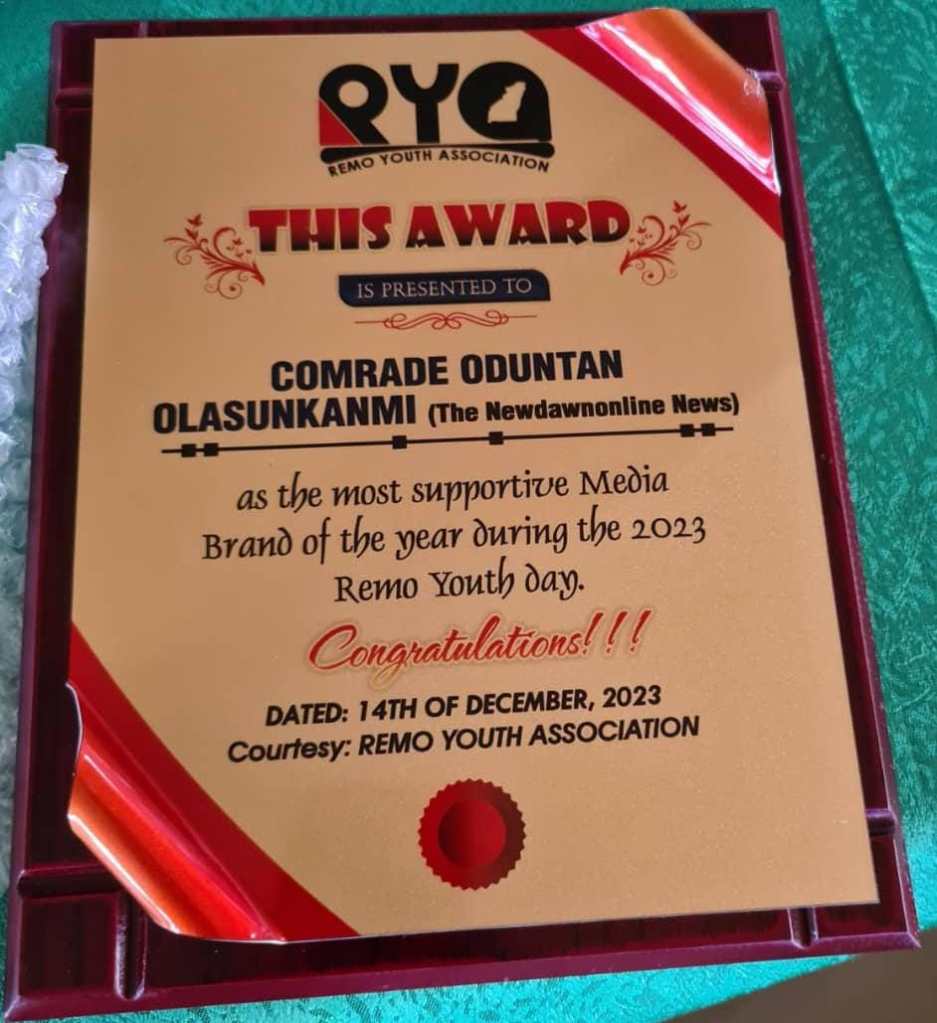 RYA
REMO YOUTH ASSOCIATION
THIS AWARD
IS PRESENTED TO
COMRADE ODUNTAN
OLASUNKANMI (The Newdawnonline News)
as the most supportive Media
Brand of the year during the 2023
Remo Youth day.
Congratulations!!!
DATED: 14TH OF DECEMBER, 2023
Courtesy: REMO YOUTH ASSOCIATION